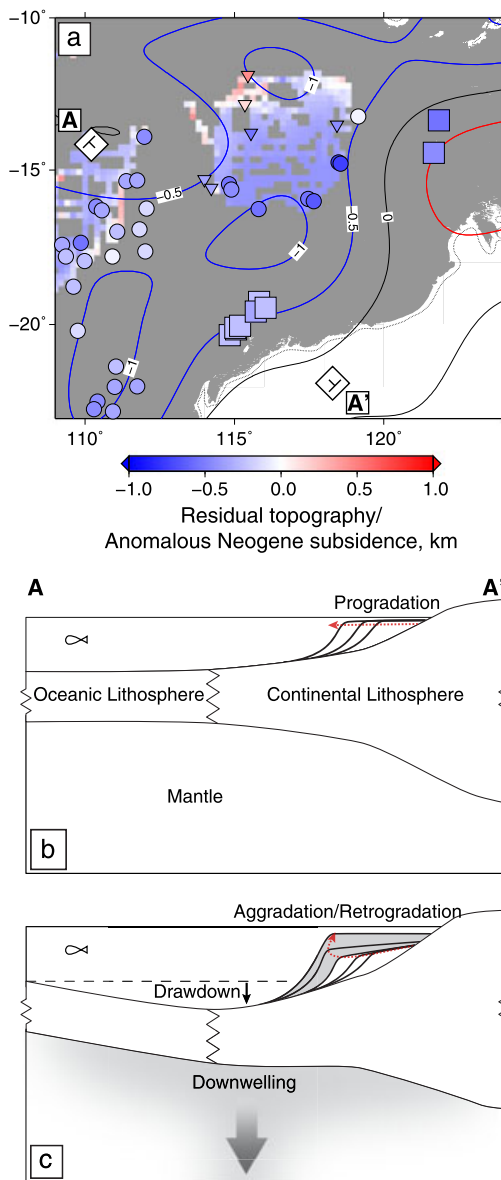 −10°
a
−1
A
−15°
−0.5
0
−0.5
−1
−20°
−1
A'
110°
115°
120°
−1.0 −0.5 0.0 0.5 1.0
Residual topography/
Anomalous Neogene subsidence, km
A A'
Progradation
Oceanic Lithosphere Continental Lithosphere
Mantle
b
Aggradation/Retrogradation
Drawdown
Downwelling
c